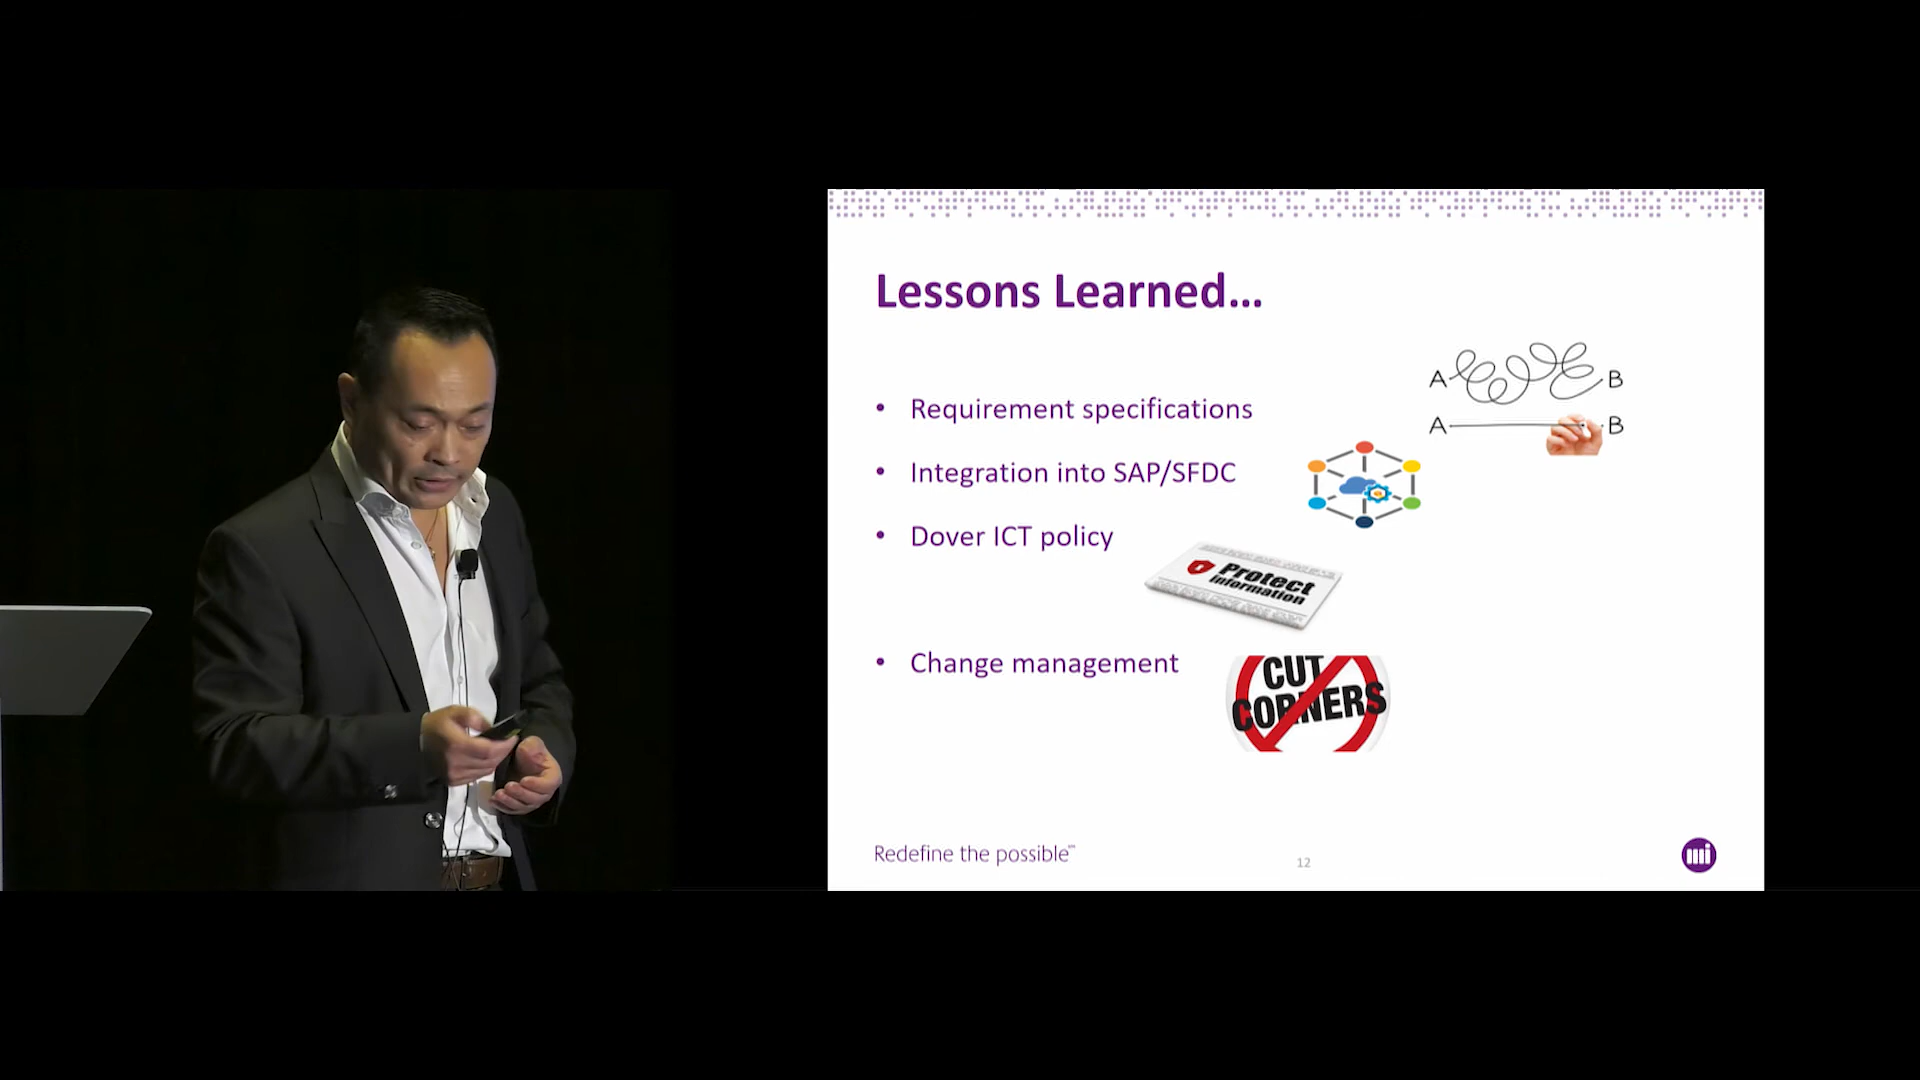 Lessons Learned...
A B
• Requirement specifications
A B
• Integration into SAP/SFDC
• Dover ICT policy
Protect
information
• Change management
CUT
CORNERS
Redefine the possible™
12